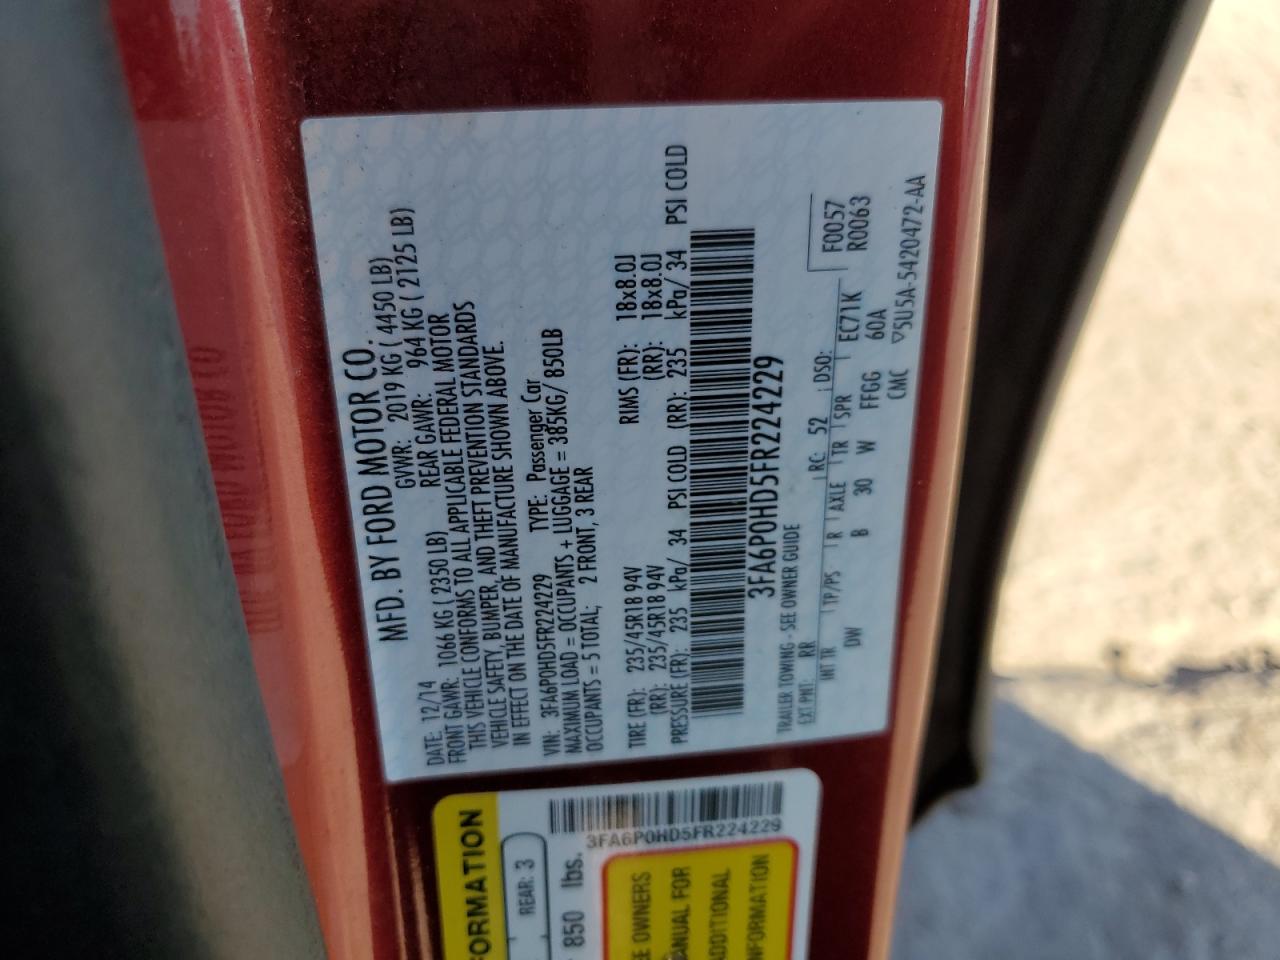 MFD. BY FORD MOTOR CO.
DATE: 12/14 GVWR: 2019 KG ( 4450 LB)
FRONT GAWR: 1066 KG ( 2350 LB) REAR GAWR: 964 KG ( 2125 LB)
THIS VEHICLE CONFORMS TO ALL APPLICABLE FEDERAL MOTOR
VEHICLE SAFETY, BUMPER, AND THEFT PREVENTION STANDARDS
IN EFFECT ON THE DATE OF MANUFACTURE SHOWN ABOVE.
VIN: 3FA6P0HD5FR224229 TYPE: Passenger Car
MAXIMUM LOAD = OCCUPANTS + LUGGAGE = 385KG/ 850LB
OCCUPANTS = 5 TOTAL; 2 FRONT, 3 REAR
TIRE (FR): 235/45R18 94V RIMS (FR): 18x8.0J
(RR): 235/45R18 94V (RR): 18x8.0J
PRESSURE (FR): 235 kPa/ 34 PSI COLD (RR): 235 kPa/ 34 PSI COLD
3FA6P0HD5FR224229
TRAILER TOWING - SEE OWNER GUIDE
EXT PNT: RR RC: 52 DSO: F0057
R0063
INT TR TP/PS R AXLE TR SPR EC71K
DW B 30 W FFGG 60A
CMC ▽5U5A-5420472-AA
FORMATION
REAR: 3
850 lbs.
3FA6P0HD5FR224229
EE OWNERS
ANUAL FOR
ADDITIONAL
NFORMATION